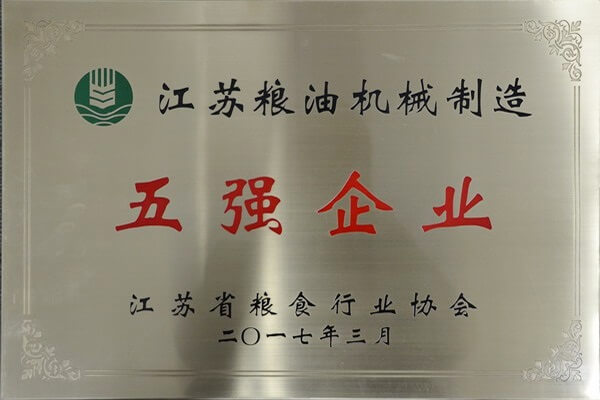 江苏粮油机械制造
五强企业
江苏省粮食行业协会
二〇一七年三月